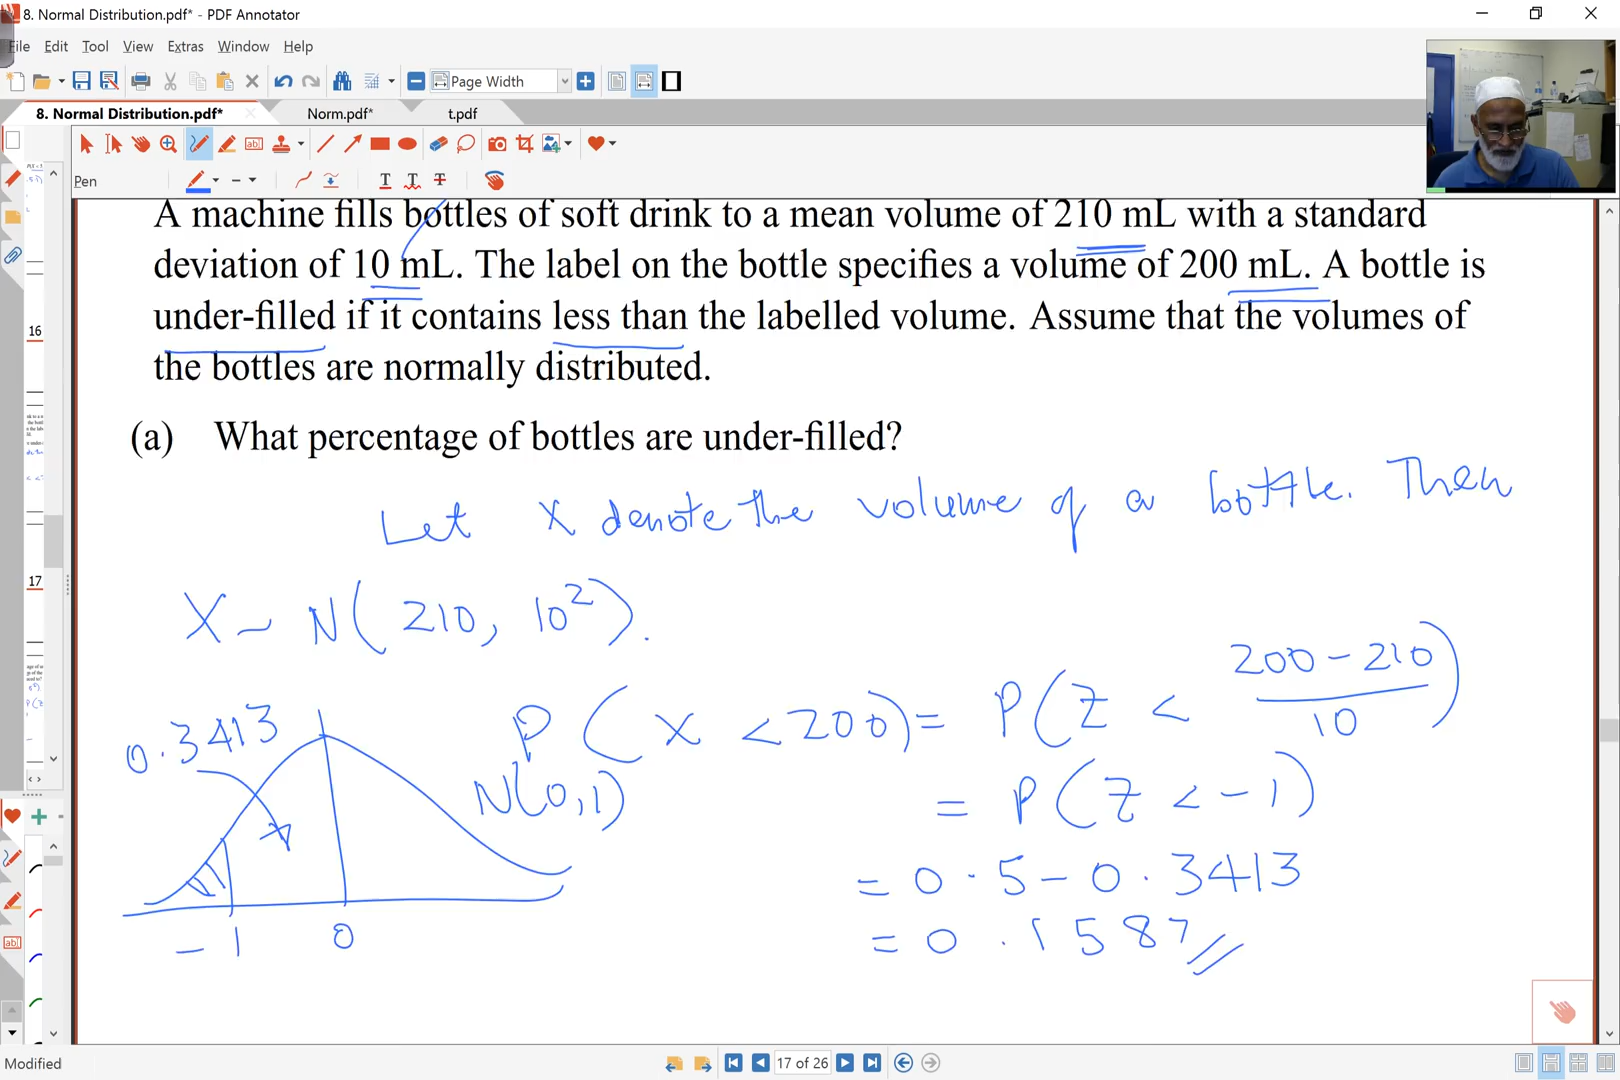 8. Normal Distribution.pdf* - PDF Annotator
File Edit Tool View Extras Window Help
Page Width
8. Normal Distribution.pdf* Norm.pdf* t.pdf
Pen
A machine fills bottles of soft drink to a mean volume of 210 mL with a standard
deviation of 10 mL. The label on the bottle specifies a volume of 200 mL. A bottle is
under-filled if it contains less than the labelled volume. Assume that the volumes of
the bottles are normally distributed.
(a) What percentage of bottles are under-filled?
Let X denote the volume of a bottle. Then
X ~ N(210, 10²).
P(X < 200) = P(Z < (200 - 210)/10)
= P(Z < -1)
= 0.5 - 0.3413
= 0.1587
0.3413
N(0,1)
-1 0
16
17
Modified
17 of 26